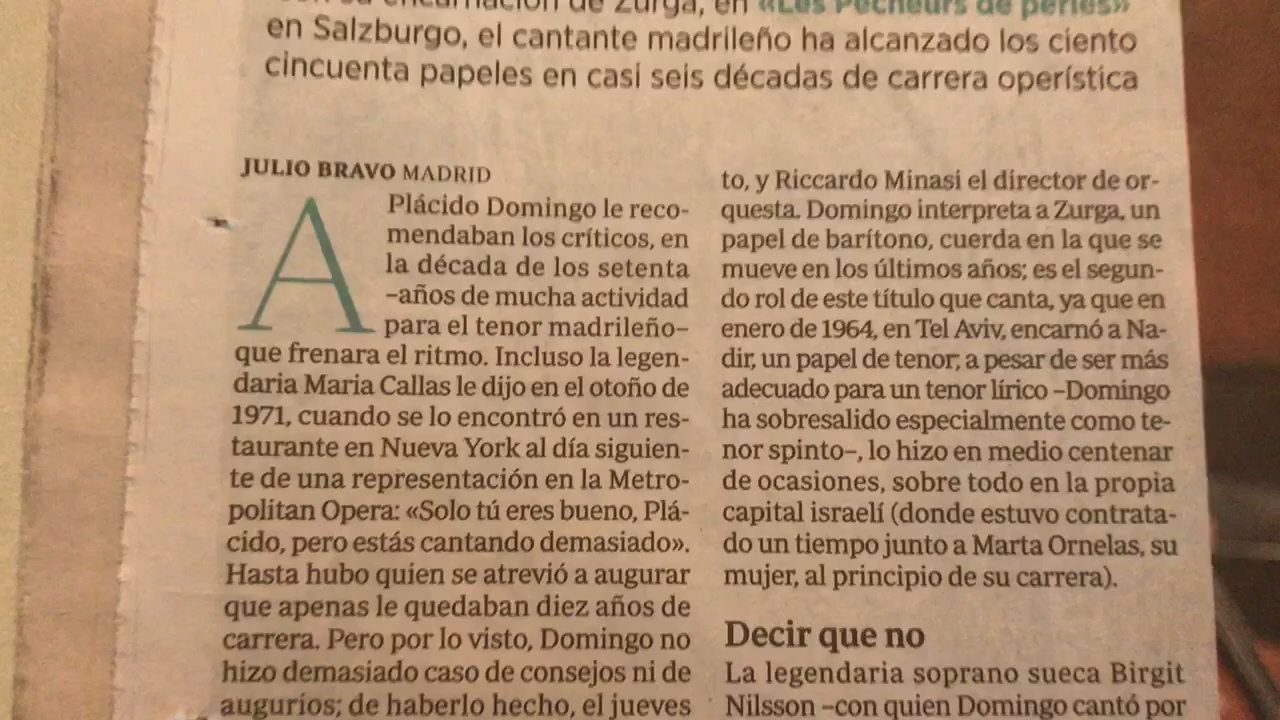 con su encarnación de Zurga, en «Les Pêcheurs de perles»
en Salzburgo, el cantante madrileño ha alcanzado los ciento
cincuenta papeles en casi seis décadas de carrera operística
JULIO BRAVO MADRID
A Plácido Domingo le reco-
mendaban los críticos, en
la década de los setenta
–años de mucha actividad
para el tenor madrileño–
que frenara el ritmo. Incluso la legen-
daria Maria Callas le dijo en el otoño de
1971, cuando se lo encontró en un res-
taurante en Nueva York al día siguien-
te de una representación en la Metro-
politan Opera: «Solo tú eres bueno, Plá-
cido, pero estás cantando demasiado».
Hasta hubo quien se atrevió a augurar
que apenas le quedaban diez años de
carrera. Pero por lo visto, Domingo no
hizo demasiado caso de consejos ni de
augurios; de haberlo hecho, el jueves
to, y Riccardo Minasi el director de or-
questa. Domingo interpreta a Zurga, un
papel de barítono, cuerda en la que se
mueve en los últimos años; es el segun-
do rol de este título que canta, ya que en
enero de 1964, en Tel Aviv, encarnó a Na-
dir, un papel de tenor, a pesar de ser más
adecuado para un tenor lírico –Domingo
ha sobresalido especialmente como te-
nor spinto–, lo hizo en medio centenar
de ocasiones, sobre todo en la propia
capital israelí (donde estuvo contrata-
do un tiempo junto a Marta Ornelas, su
mujer, al principio de su carrera).
Decir que no
La legendaria soprano sueca Birgit
Nilsson –con quien Domingo cantó por